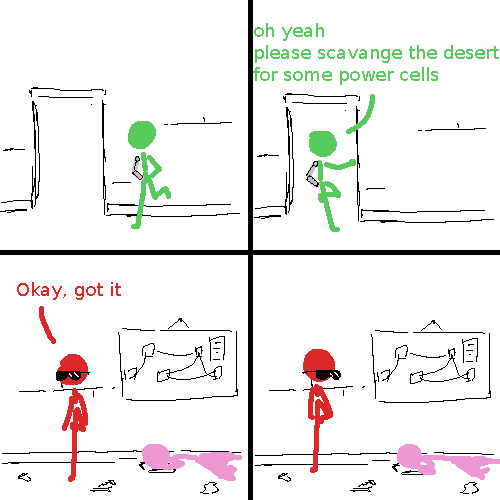 oh yeah
please scavange the desert
for some power cells
Okay, got it